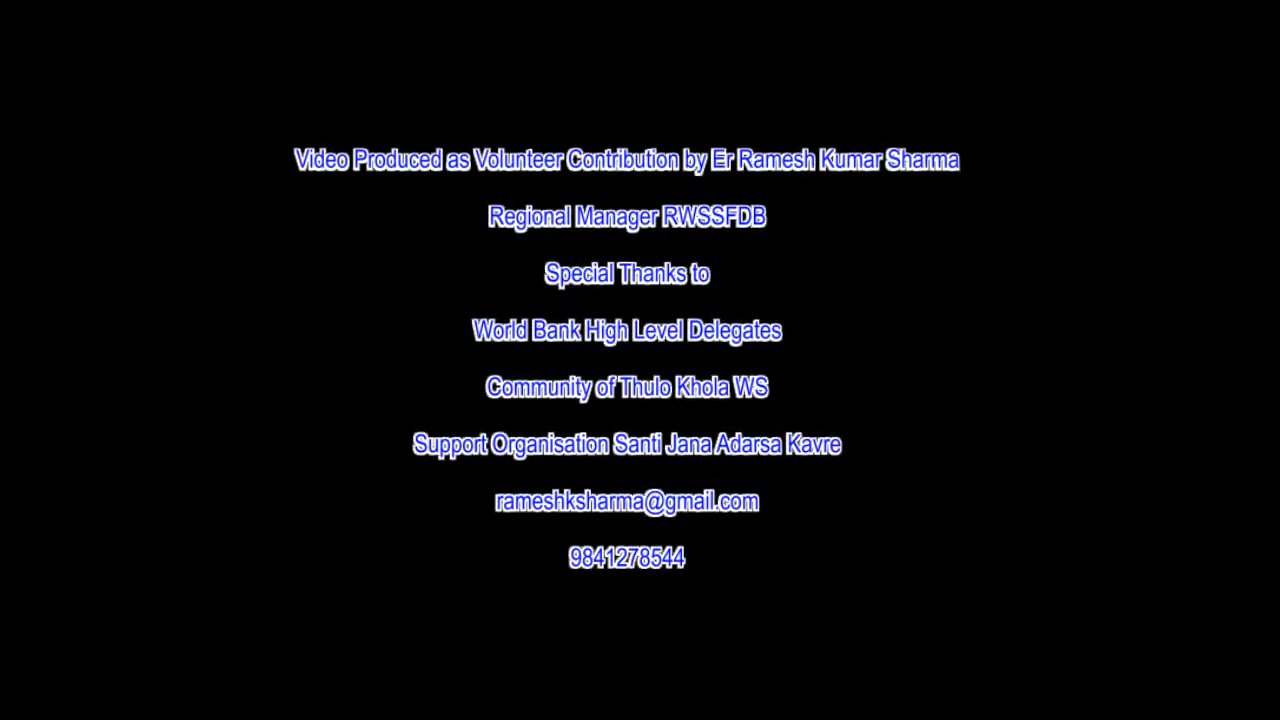 Video Produced as Volunteer Contribution by Er Ramesh Kumar Sharma
Regional Manager RWSSFDB
Special Thanks to
World Bank High Level Delegates
Community of Thulo Khola WS
Support Organisation Santi Jana Adarsa Kavre
rameshksharma@gmail.com
9841278544